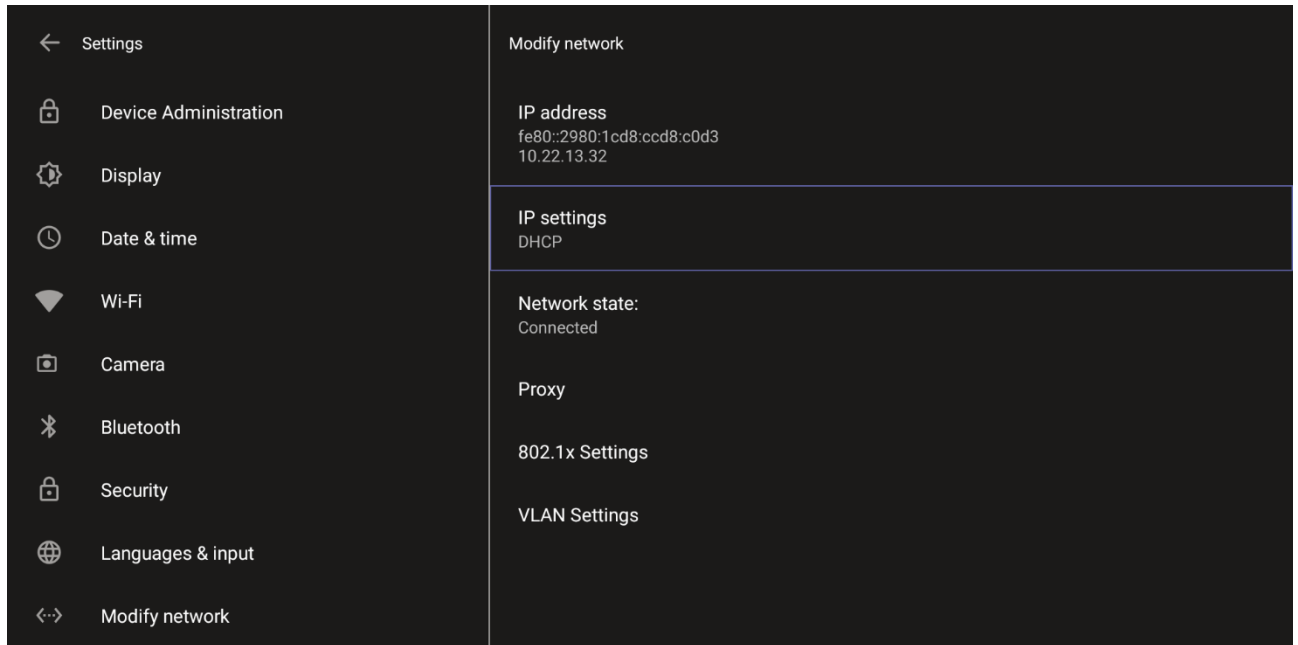 Settings
Device Administration
Display
Date & time
Wi-Fi
Camera
Bluetooth
Security
Languages & input
Modify network
Modify network
IP address
fe80::2980:1cd8:ccd8:c0d3
10.22.13.32
IP settings
DHCP
Network state:
Connected
Proxy
802.1x Settings
VLAN Settings